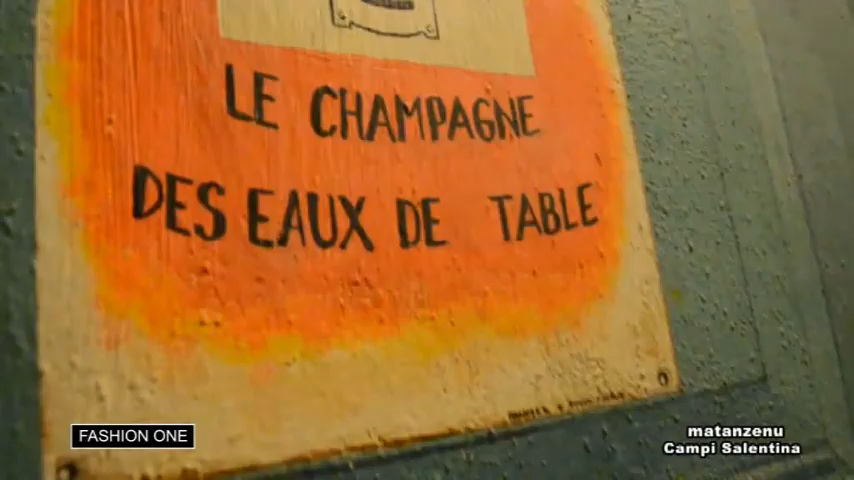 LE CHAMPAGNE
DES EAUX DE TABLE
FASHION ONE
matanzenu
Campi Salentina